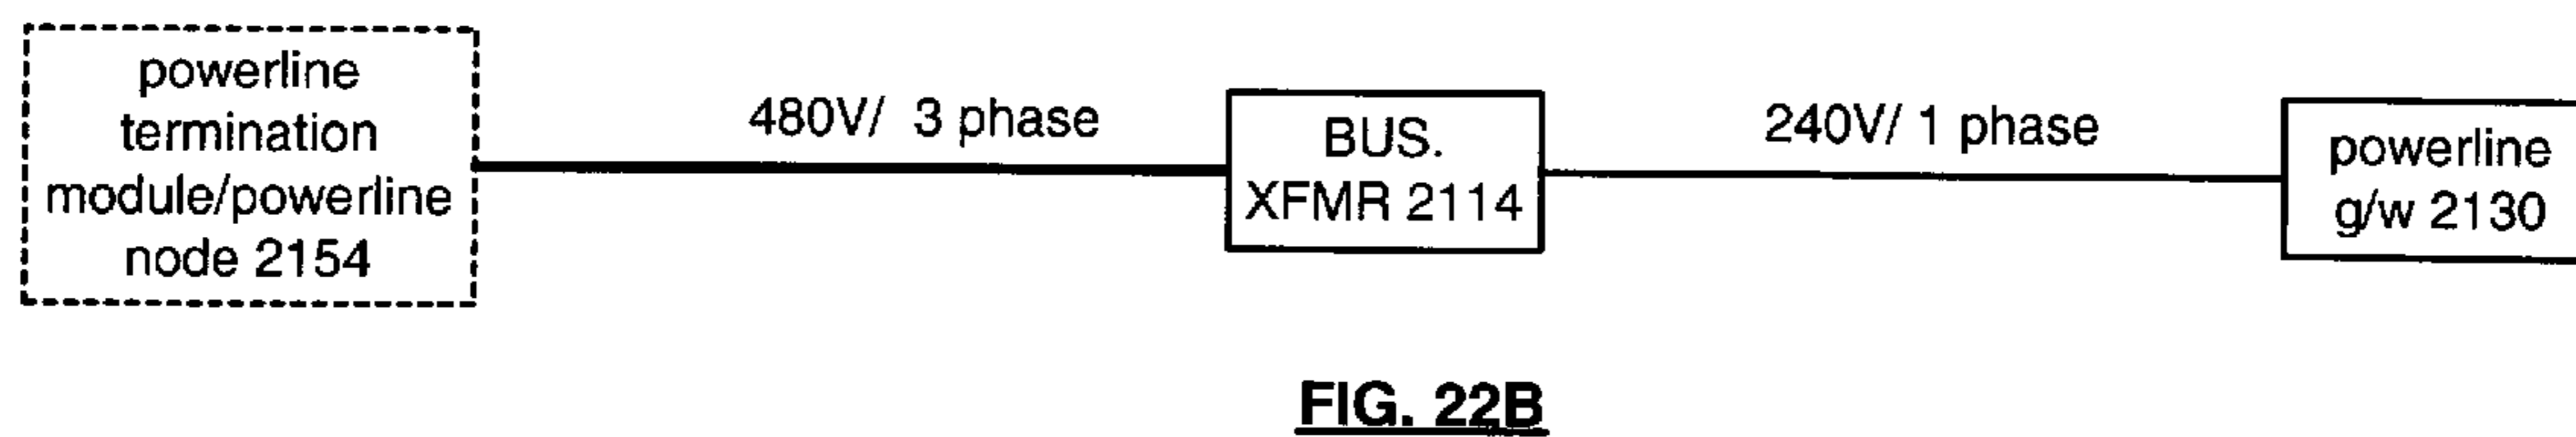 powerline
termination
module/powerline
node 2154
480V/ 3 phase
BUS.
XFMR 2114
240V/ 1 phase
powerline
g/w 2130
FIG. 22B